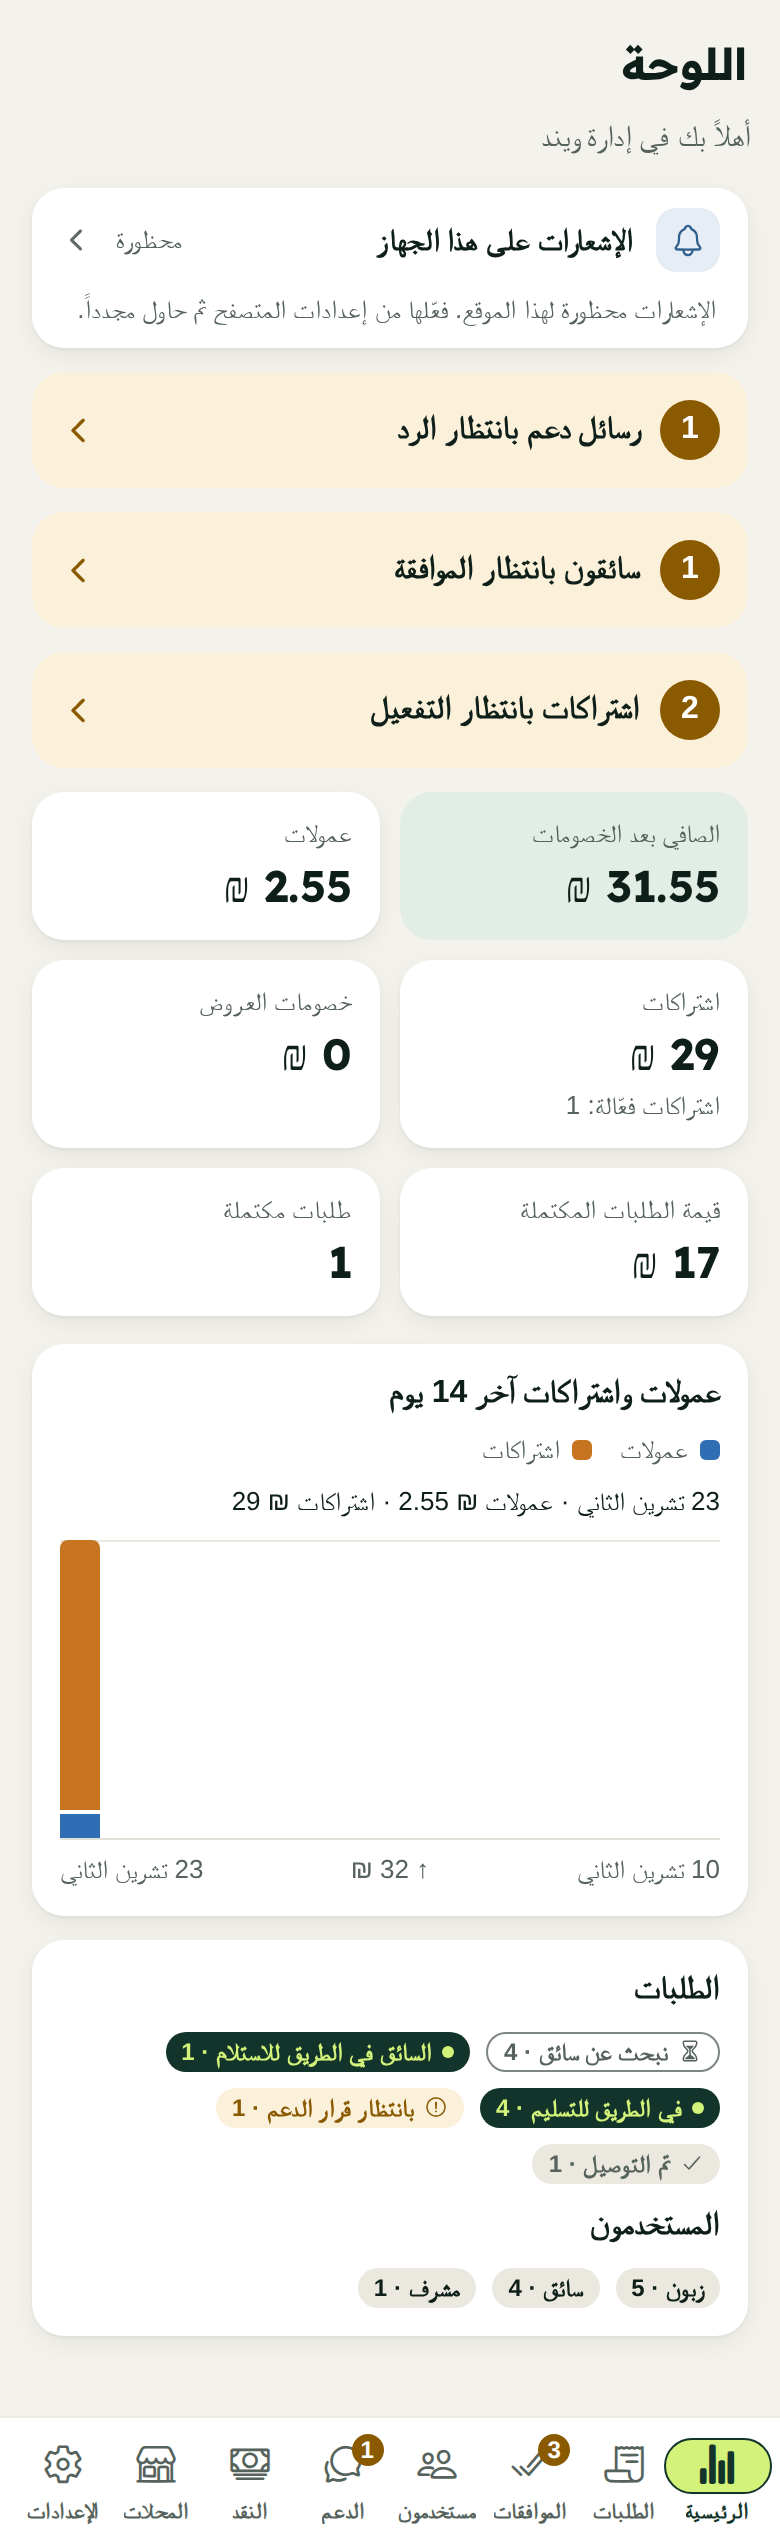 اللوحة
أهلاً بك في إدارة ويند
الإشعارات على هذا الجهاز
محظورة
الإشعارات محظورة لهذا الموقع. فعّلها من إعدادات المتصفح ثم حاول مجدداً.
1 رسائل دعم بانتظار الرد
1 سائقون بانتظار الموافقة
2 اشتراكات بانتظار التفعيل
الصافي بعد الخصومات
31.55 ₪
عمولات
2.55 ₪
اشتراكات
29 ₪
اشتراكات فعّالة: 1
خصومات العروض
0 ₪
قيمة الطلبات المكتملة
17 ₪
طلبات مكتملة
1
عمولات واشتراكات آخر 14 يوم
عمولات اشتراكات
23 تشرين الثاني · عمولات ₪ 2.55 · اشتراكات ₪ 29
10 تشرين الثاني
↑ 32 ₪
23 تشرين الثاني
الطلبات
نبحث عن سائق · 4
السائق في الطريق للاستلام · 1
في الطريق للتسليم · 4
بانتظار قرار الدعم · 1
تم التوصيل · 1
المستخدمون
زبون · 5
سائق · 4
مشرف · 1
الرئيسية
الطلبات
3
الموافقات
مستخدمون
1
الدعم
النقد
المحلات
الإعدادات